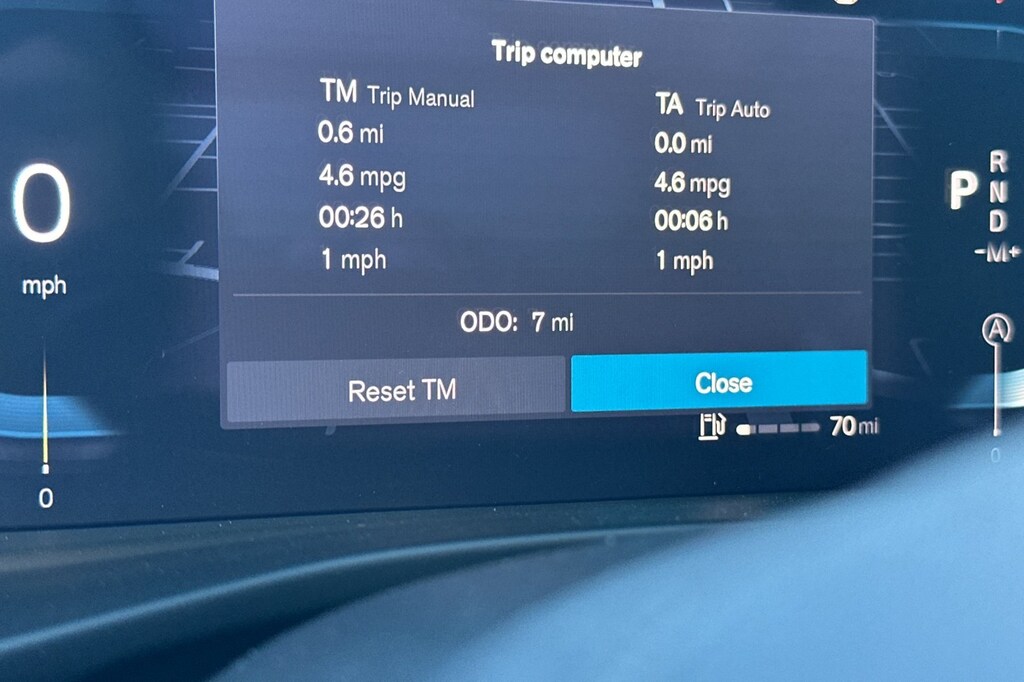 Trip computer
TM Trip Manual
0.6 mi
4.6 mpg
00:26 h
1 mph
TA Trip Auto
0.0 mi
4.6 mpg
00:06 h
1 mph
ODO: 7 mi
Reset TM
Close
70 mi
0
mph
0
P
R
N
D
-M+
A
0